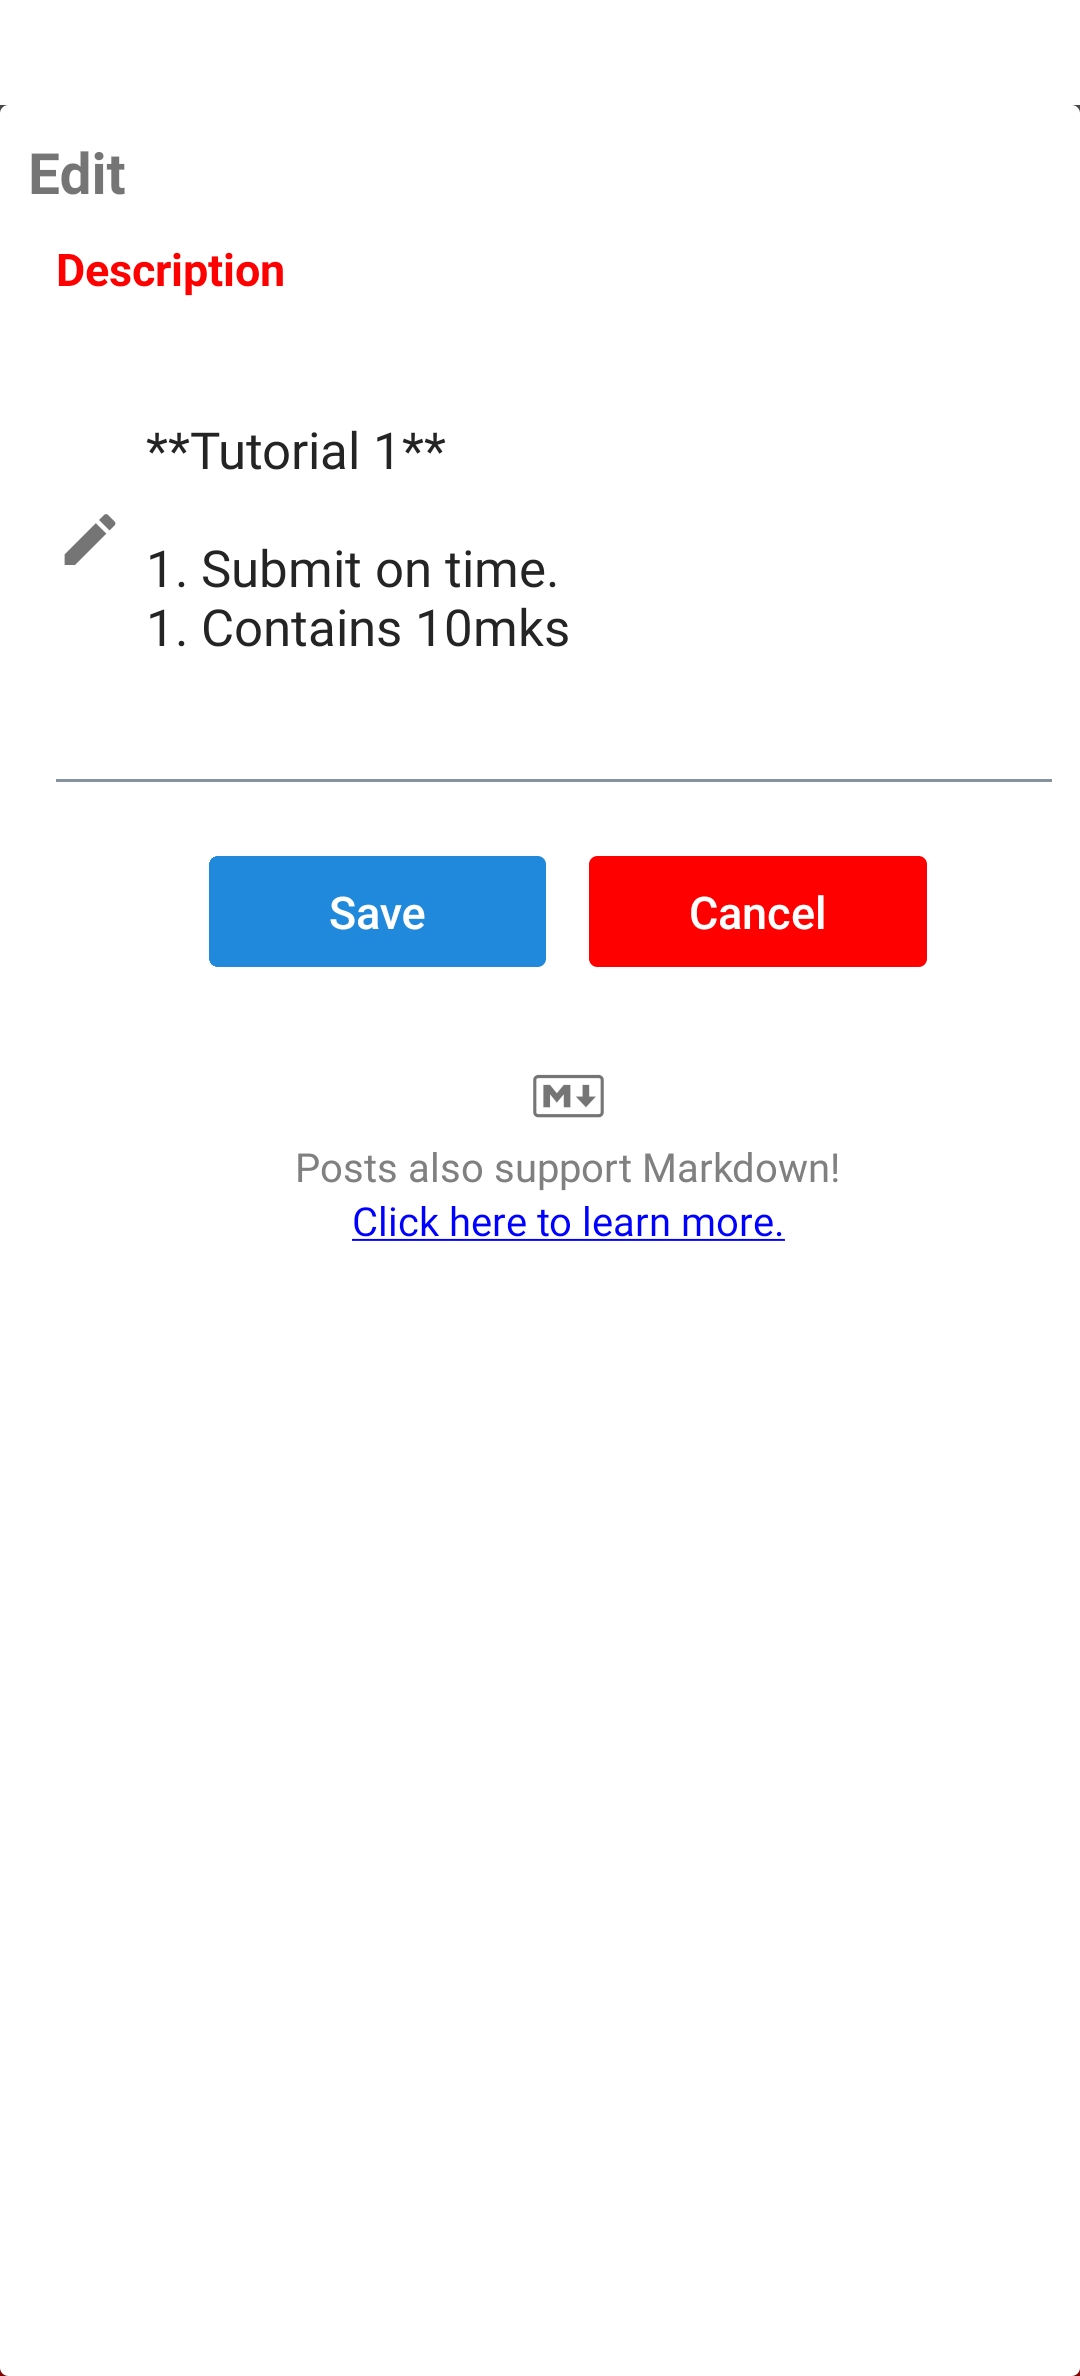 Edit
Description
**Tutorial 1**
1. Submit on time.
1. Contains 10mks
Save
Cancel
M
Posts also support Markdown!
Click here to learn more.